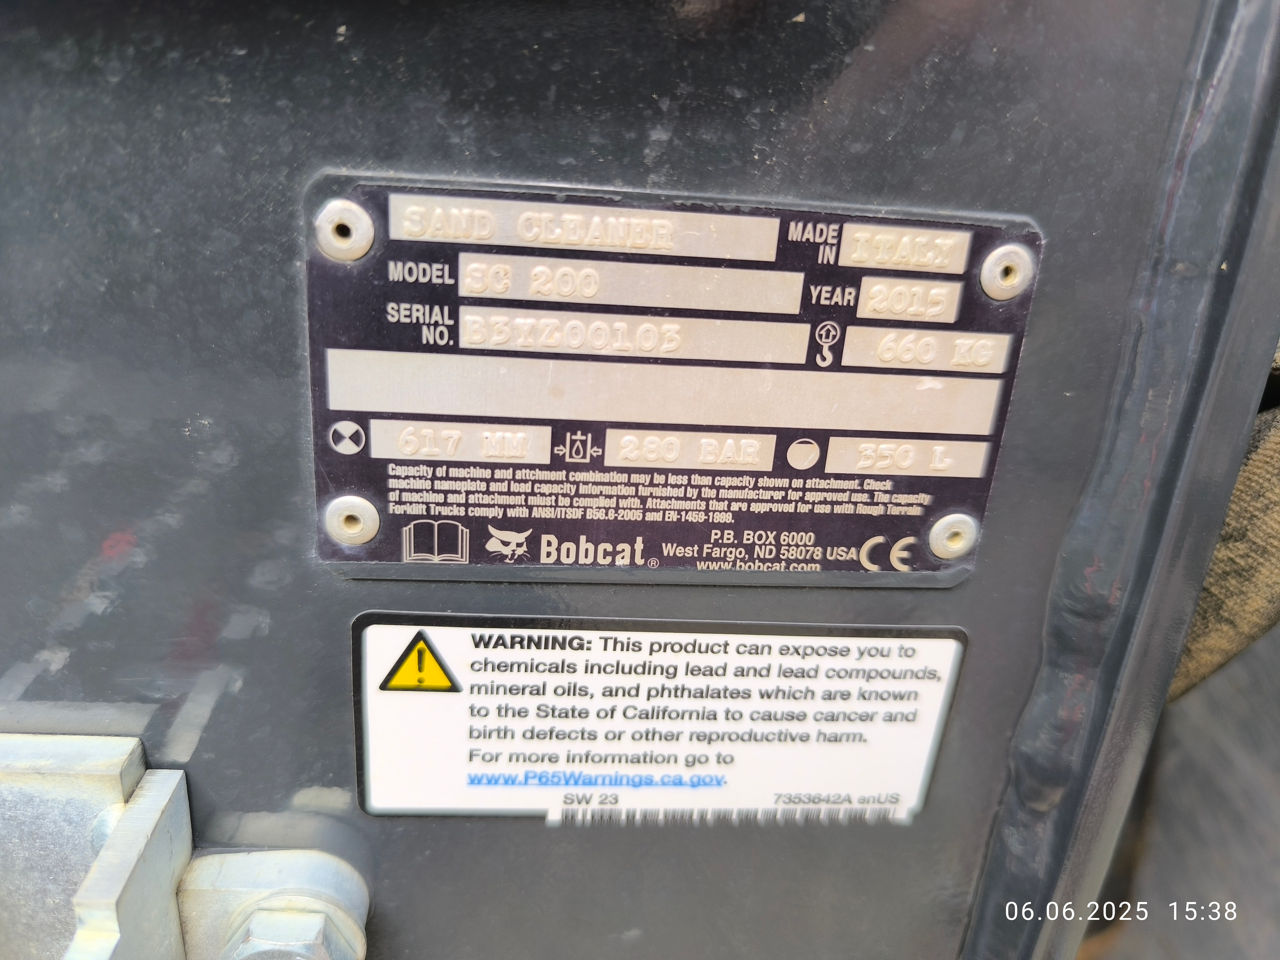 SAND CLEANER
MADE IN ITALY
MODEL SC 200
YEAR 2015
SERIAL NO. B3XZ00103
660 KG
617 MM
280 BAR
350 L
Capacity of machine and attchment combination may be less than capacity shown on attachment. Check
machine nameplate and load capacity information furnished by the manufacturer for approved use. The capacity
of machine and attachment must be complied with. Attachments that are approved for use with Rough Terrain
Forklift Trucks comply with ANSI/ITSDF B56.6-2005 and EN-1459-1998.
Bobcat®
P.B. BOX 6000
West Fargo, ND 58078 USA
www.bobcat.com
CE
WARNING: This product can expose you to
chemicals including lead and lead compounds,
mineral oils, and phthalates which are known
to the State of California to cause cancer and
birth defects or other reproductive harm.
For more information go to
www.P65Warnings.ca.gov.
SW 23
7353642A enUS
06.06.2025 15:38